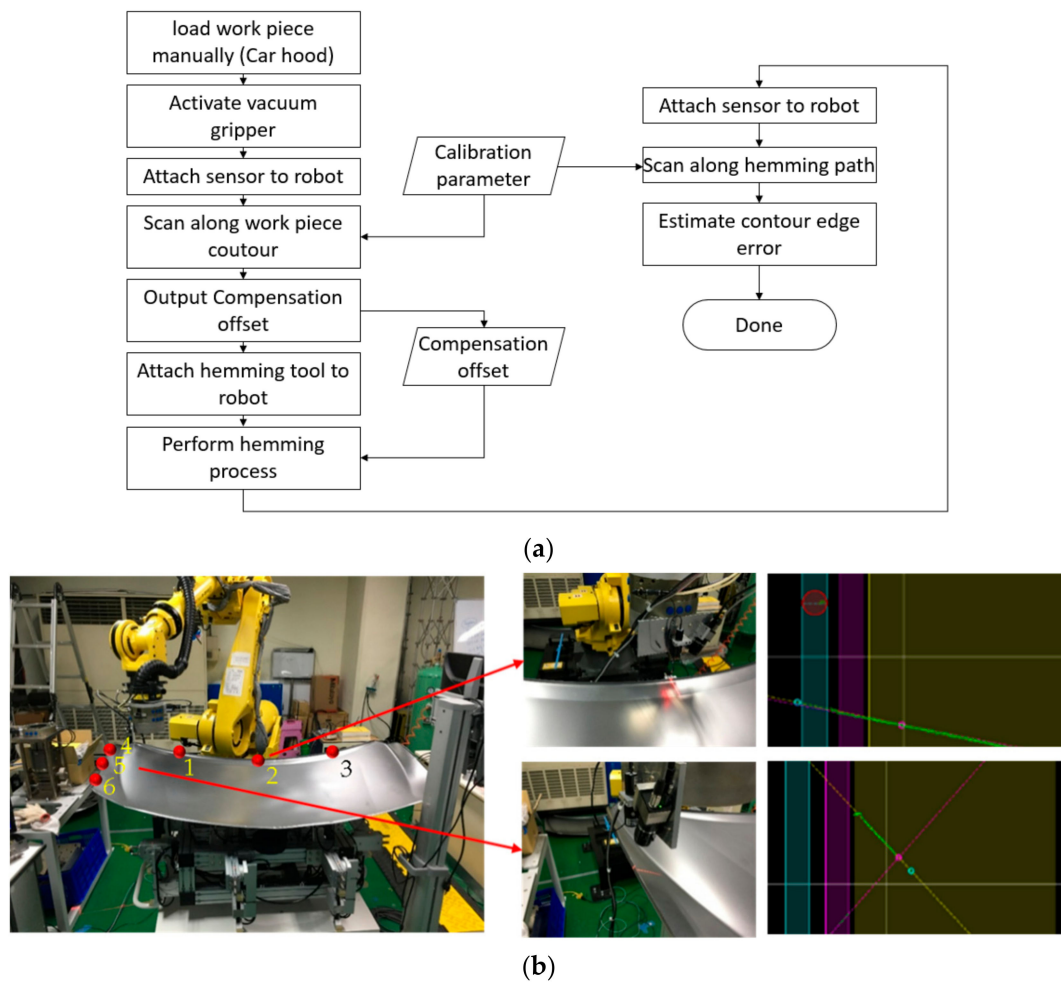 load work piece
manually (Car hood)
Activate vacuum
gripper
Attach sensor to robot
Scan along work piece
coutour
Output Compensation
offset
Attach hemming tool to
robot
Perform hemming
process
Calibration
parameter
Compensation
offset
Attach sensor to robot
Scan along hemming path
Estimate contour edge
error
Done
(a)
4
5
6
1
2
3
(b)